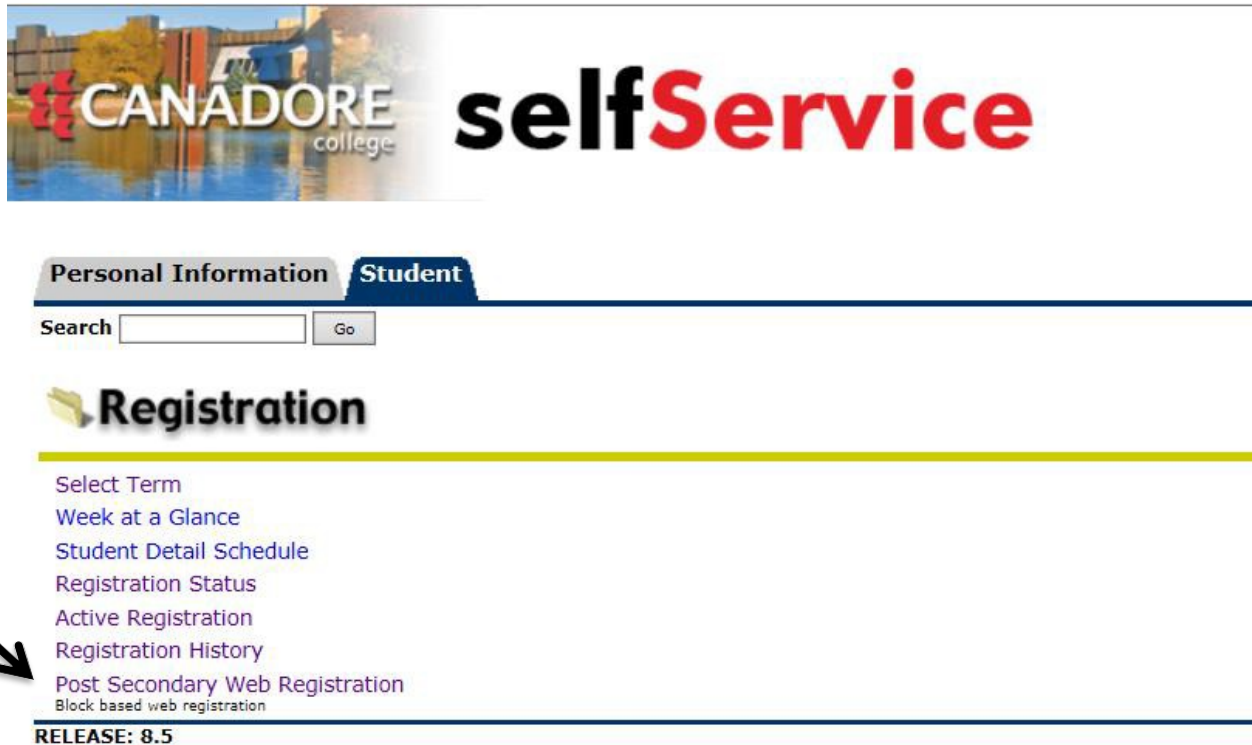 CANADORE
college
selfService
Personal Information Student
Search Go
Registration
Select Term
Week at a Glance
Student Detail Schedule
Registration Status
Active Registration
Registration History
Post Secondary Web Registration
Block based web registration
RELEASE: 8.5